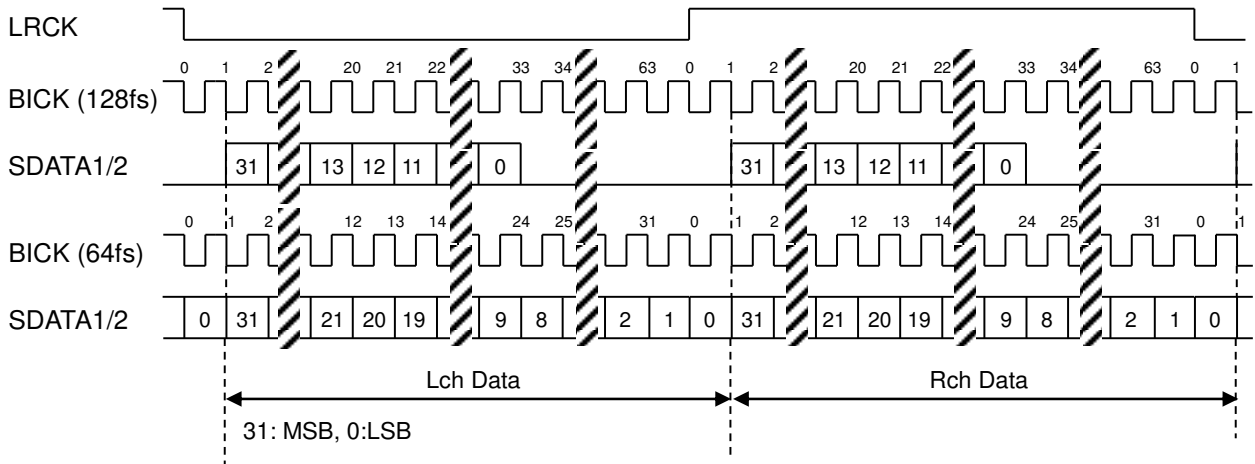 LRCK
0 1 2 20 21 22 33 34 63 0 1 2 20 21 22 33 34 63 0 1
BICK (128fs)
SDATA1/2 31 13 12 11 0 31 13 12 11 0
0 1 2 12 13 14 24 25 31 0 1 2 12 13 14 24 25 31 0 1
BICK (64fs)
SDATA1/2 0 31 21 20 19 9 8 2 1 0 31 21 20 19 9 8 2 1 0
Lch Data Rch Data
31: MSB, 0:LSB